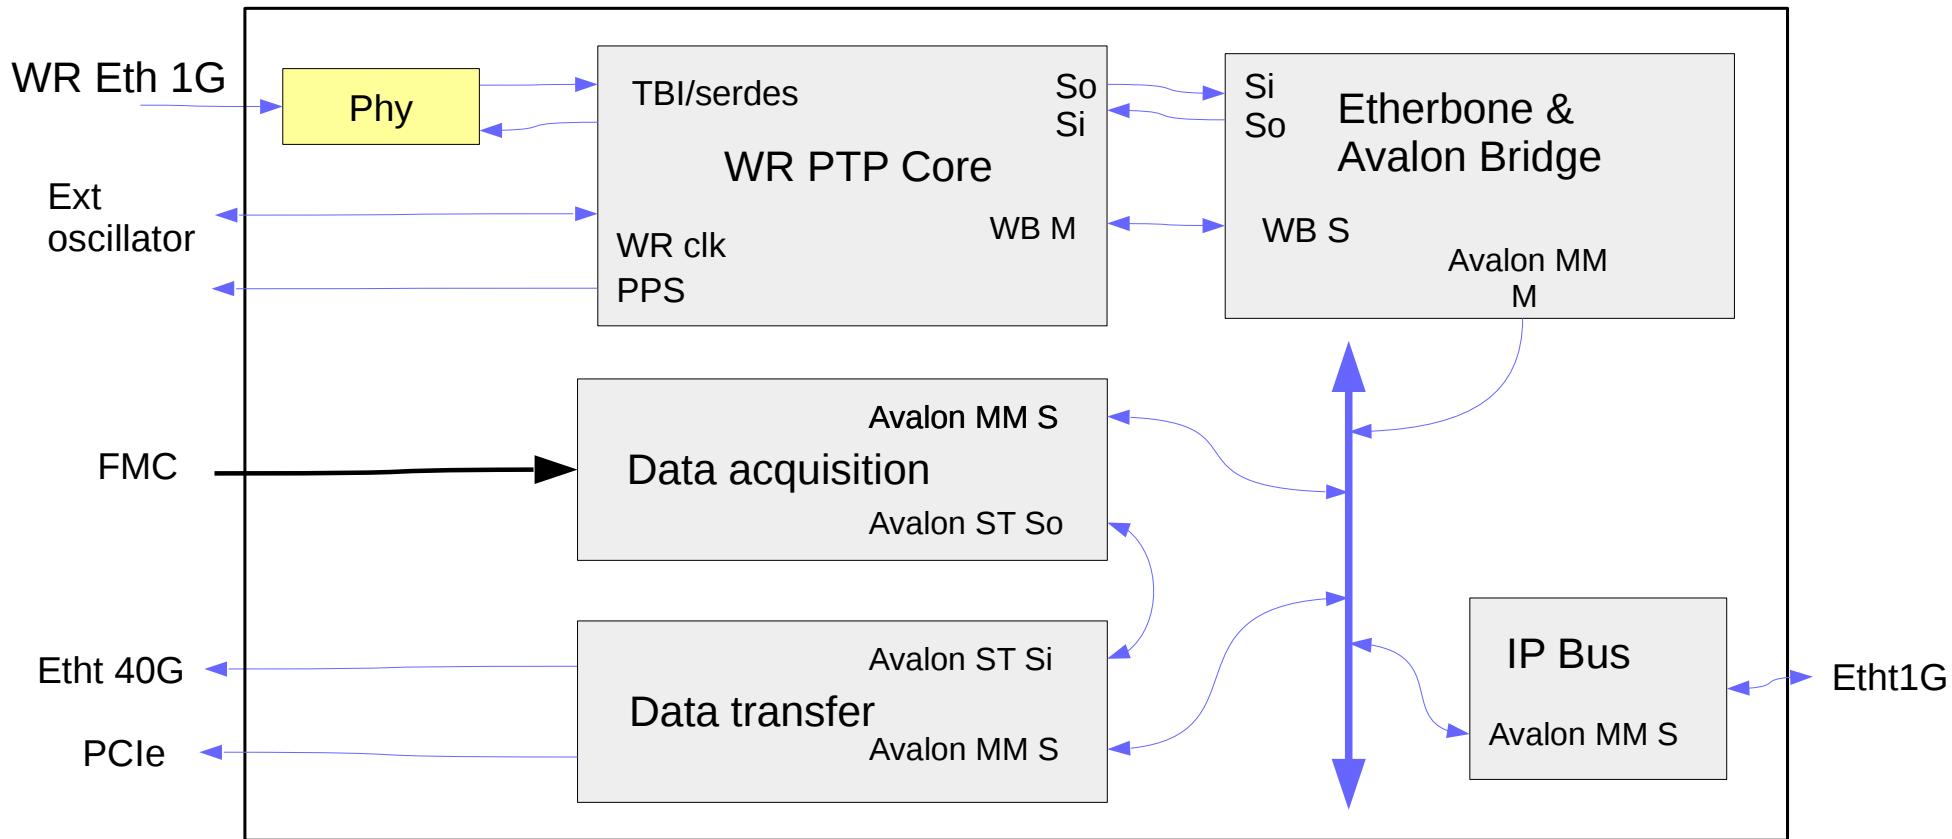 WR Eth 1G
Phy
TBI/serdes
So
Si
Si
So
Etherbone &
Avalon Bridge
WR PTP Core
Ext
oscillator
WR clk
PPS
WB M
WB S
Avalon MM
M
FMC
Avalon MM S
Data acquisition
Avalon ST So
Etht 40G
PCIe
Avalon ST Si
Data transfer
Avalon MM S
IP Bus
Avalon MM S
Etht1G